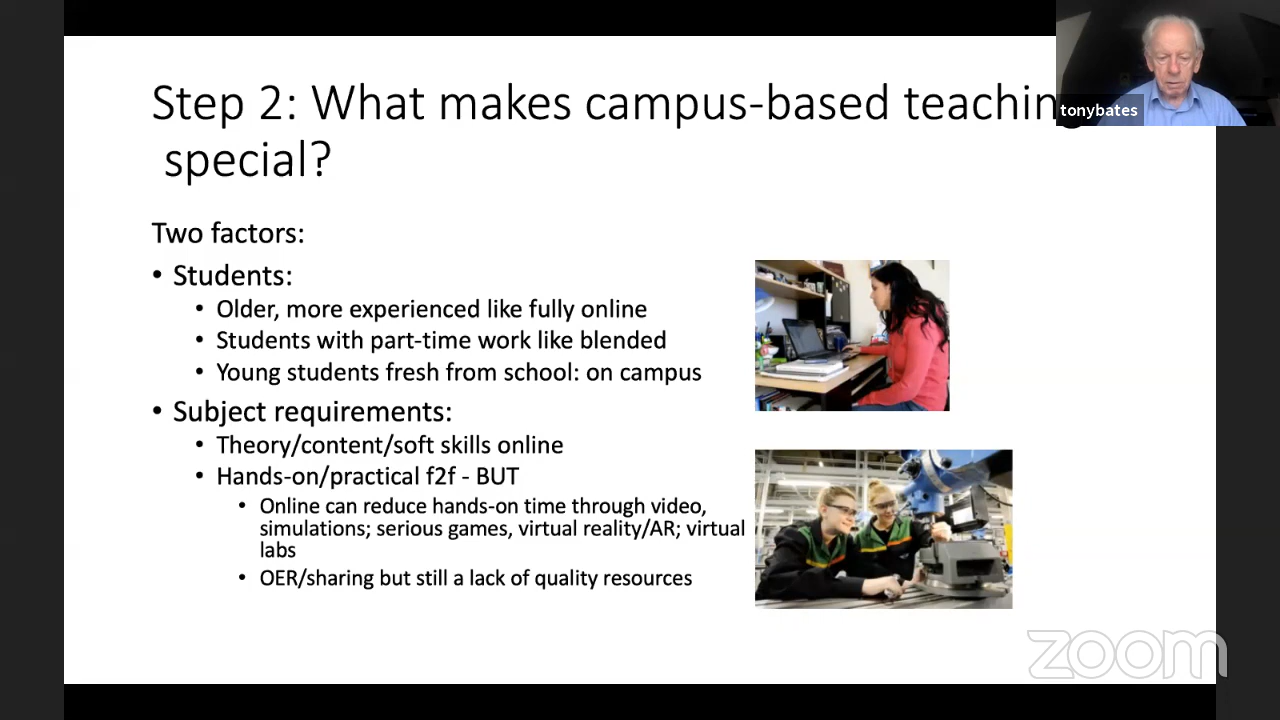 Step 2: What makes campus-based teaching
special?
tonybates
Two factors:
• Students:
• Older, more experienced like fully online
• Students with part-time work like blended
• Young students fresh from school: on campus
• Subject requirements:
• Theory/content/soft skills online
• Hands-on/practical f2f - BUT
• Online can reduce hands-on time through video,
simulations; serious games, virtual reality/AR; virtual
labs
• OER/sharing but still a lack of quality resources
zoom